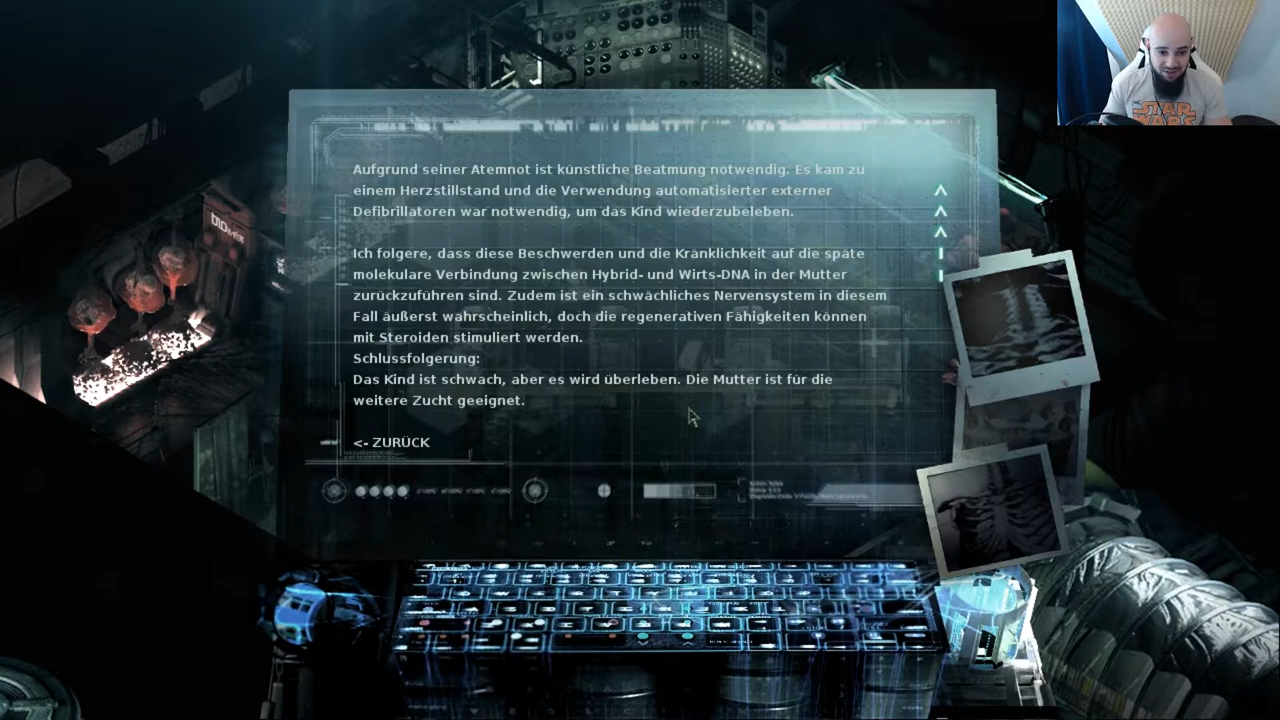 STAR
WARS
Aufgrund seiner Atemnot ist künstliche Beatmung notwendig. Es kam zu
einem Herzstillstand und die Verwendung automatisierter externer
Defibrillatoren war notwendig, um das Kind wiederzubeleben.
Ich folgere, dass diese Beschwerden und die Kränklichkeit auf die späte
molekulare Verbindung zwischen Hybrid- und Wirts-DNA in der Mutter
zurückzuführen sind. Zudem ist ein schwächliches Nervensystem in diesem
Fall äußerst wahrscheinlich, doch die regenerativen Fähigkeiten können
mit Steroiden stimuliert werden.
Schlussfolgerung:
Das Kind ist schwach, aber es wird überleben. Die Mutter ist für die
weitere Zucht geeignet.
<- ZURÜCK